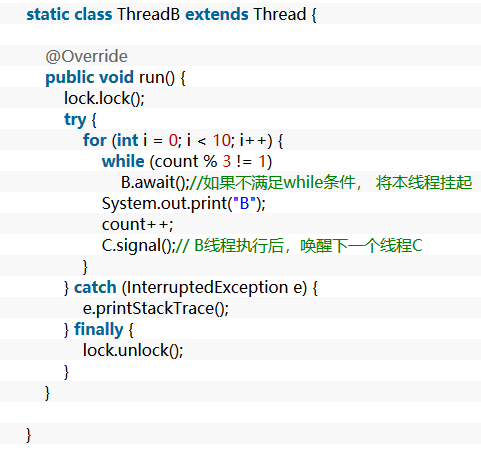 static class ThreadB extends Thread {
@Override
public void run() {
lock.lock();
try {
for (int i = 0; i < 10; i++) {
while (count % 3 != 1)
B.await();//如果不满足while条件， 将本线程挂起
System.out.print("B");
count++;
C.signal();// B线程执行后，唤醒下一个线程C
}
} catch (InterruptedException e) {
e.printStackTrace();
} finally {
lock.unlock();
}
}
}